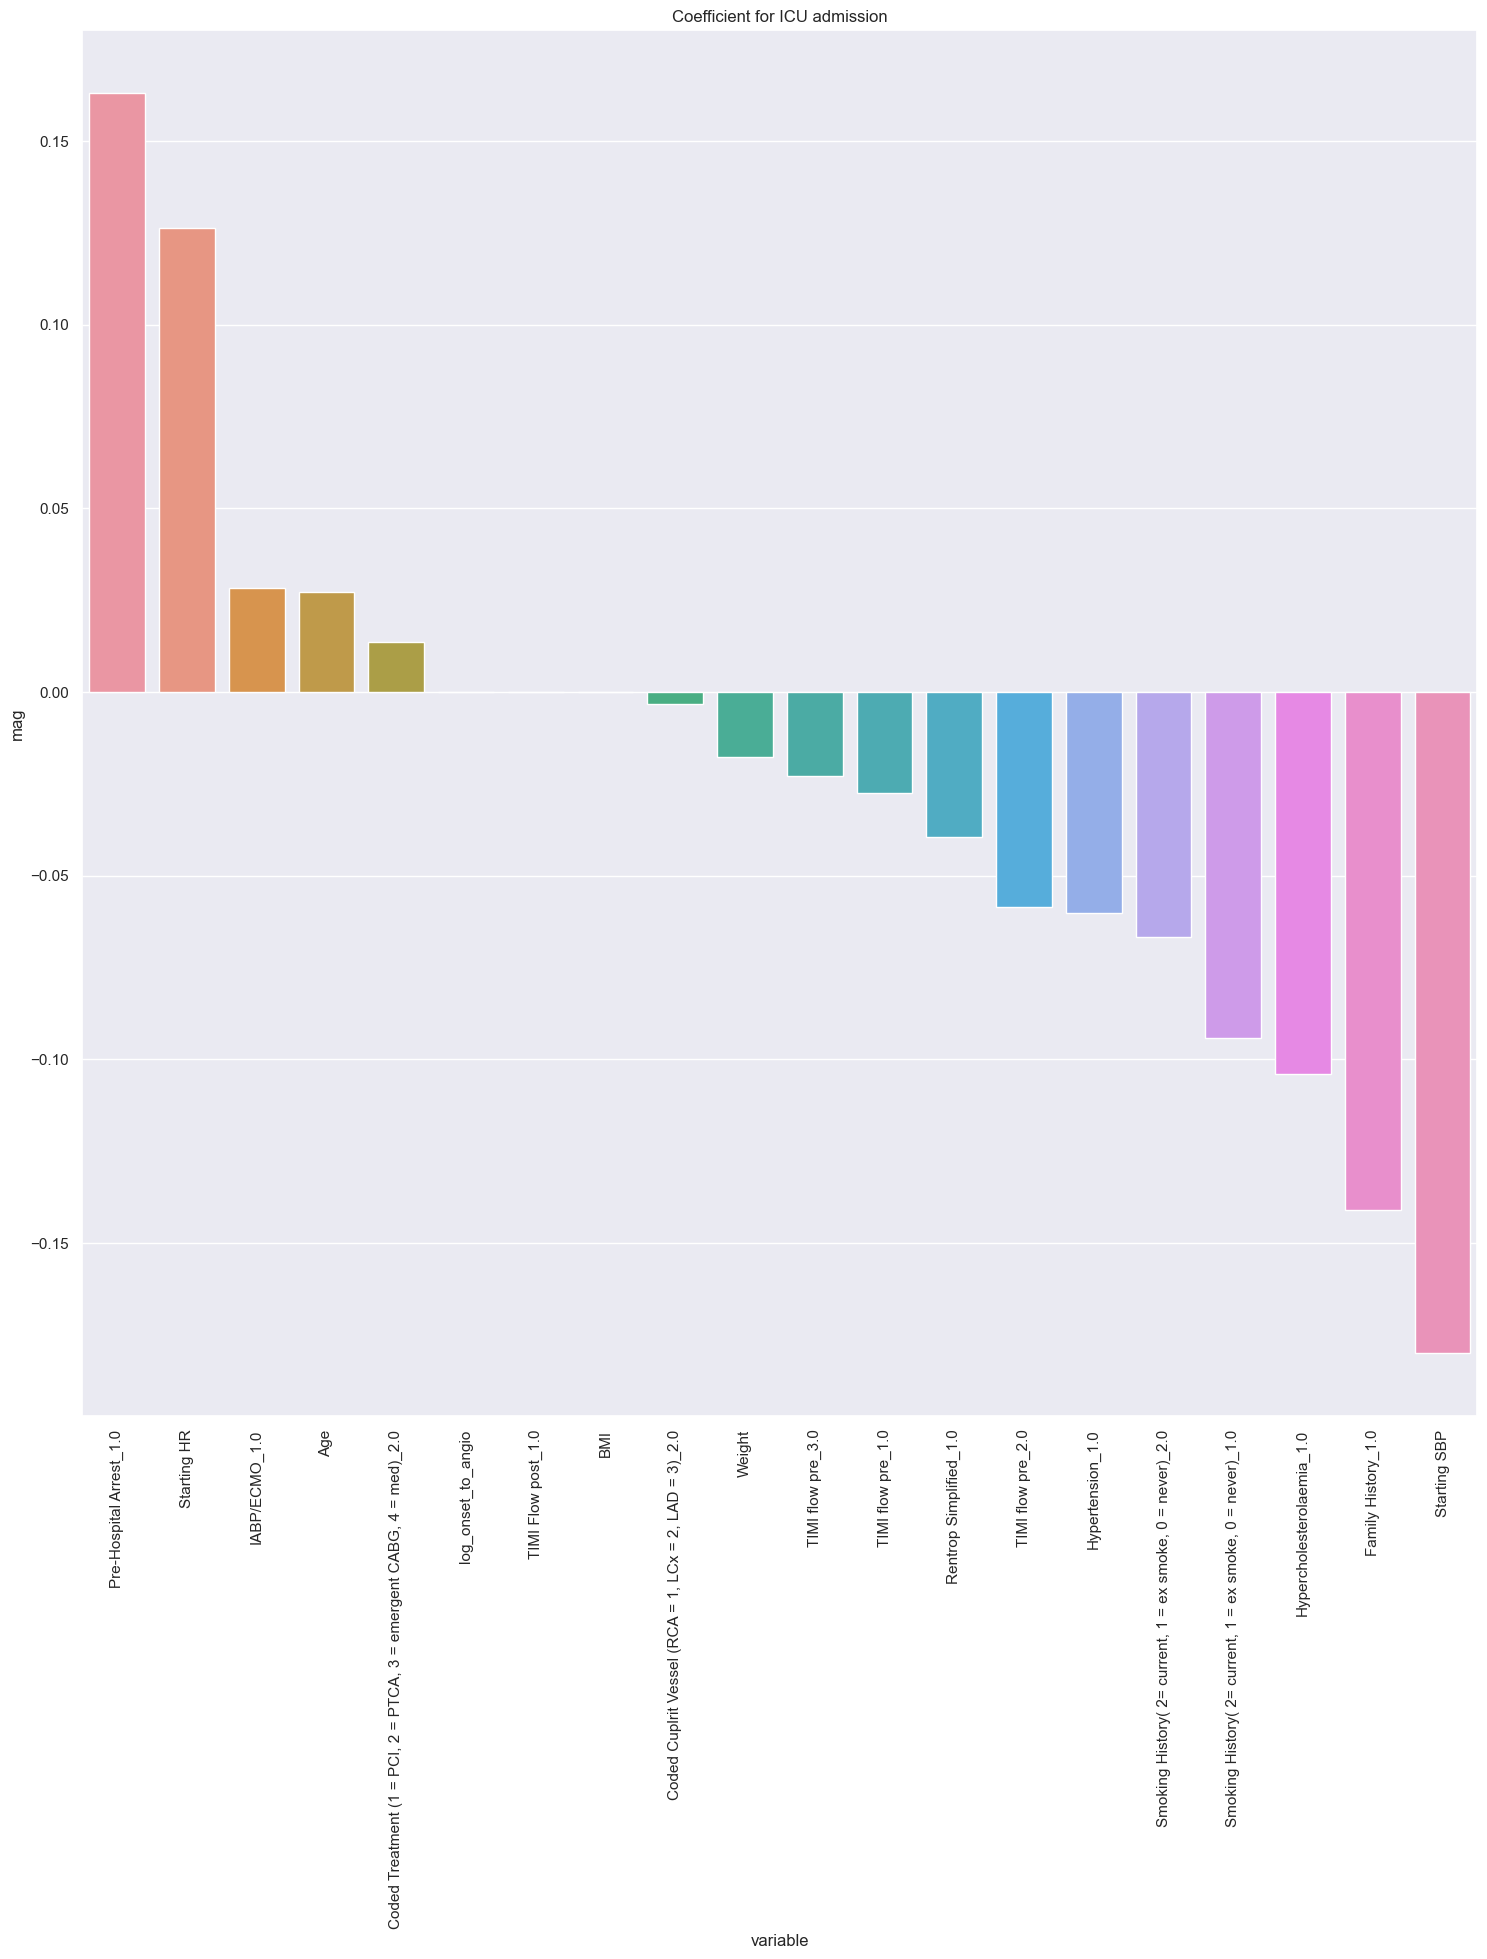 Coefficient for ICU admission
0.15
0.10
0.05
0.00
−0.05
−0.10
−0.15
mag
Pre-Hospital Arrest_1.0
Starting HR
IABP/ECMO_1.0
Age
Coded Treatment (1 = PCI, 2 = PTCA, 3 = emergent CABG, 4 = med)_2.0
log_onset_to_angio
TIMI Flow post_1.0
BMI
Coded Cuplrit Vessel (RCA = 1, LCx = 2, LAD = 3)_2.0
Weight
TIMI flow pre_3.0
TIMI flow pre_1.0
Rentrop Simplified_1.0
TIMI flow pre_2.0
Hypertension_1.0
Smoking History( 2= current, 1 = ex smoke, 0 = never)_2.0
Smoking History( 2= current, 1 = ex smoke, 0 = never)_1.0
Hypercholesterolaemia_1.0
Family History_1.0
Starting SBP
variable